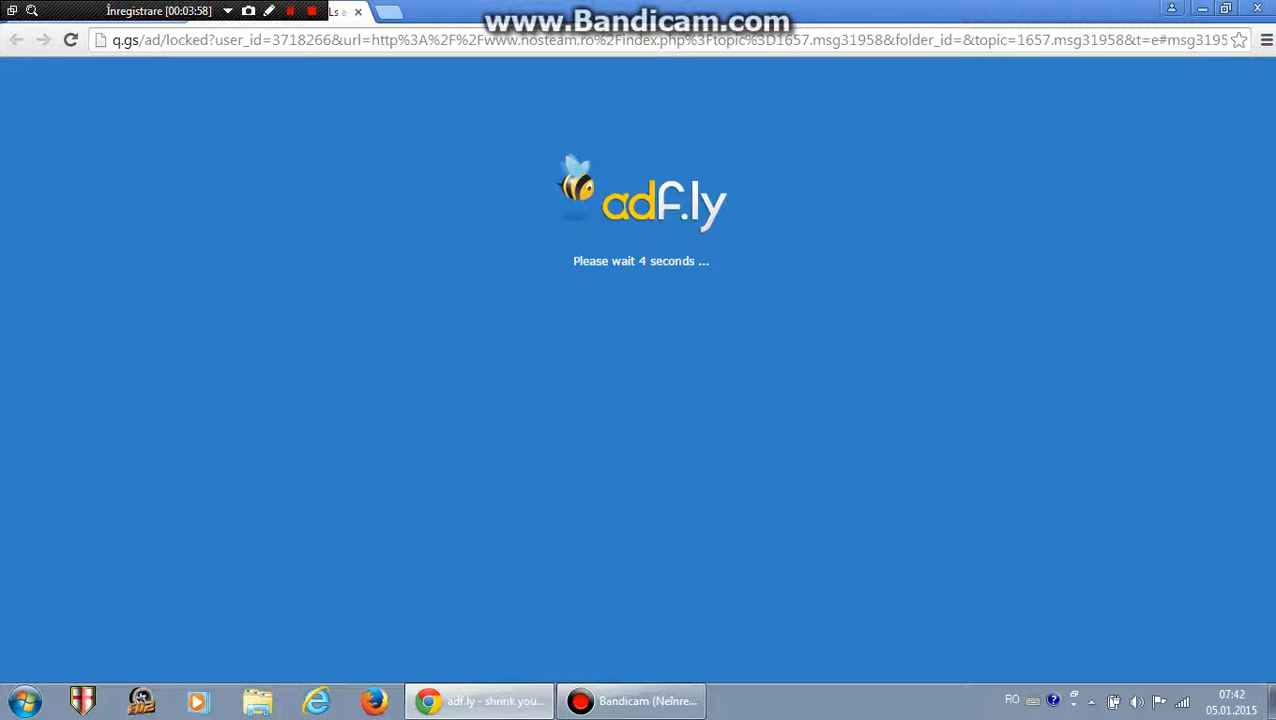 www.Bandicam.com
Înregistrare [00:03:58]
Ls a
q.gs/ad/locked?user_id=3718266&url=http%3A%2F%2Fwww.nosteam.ro%2Findex.php%3Ftopic%3D1657.msg31958&folder_id=&topic=1657.msg31958&t=e#msg3195
adf.ly
Please wait 4 seconds ...
adf.ly - shrink you...
Bandicam (Neînre...
RO
07:42
05.01.2015